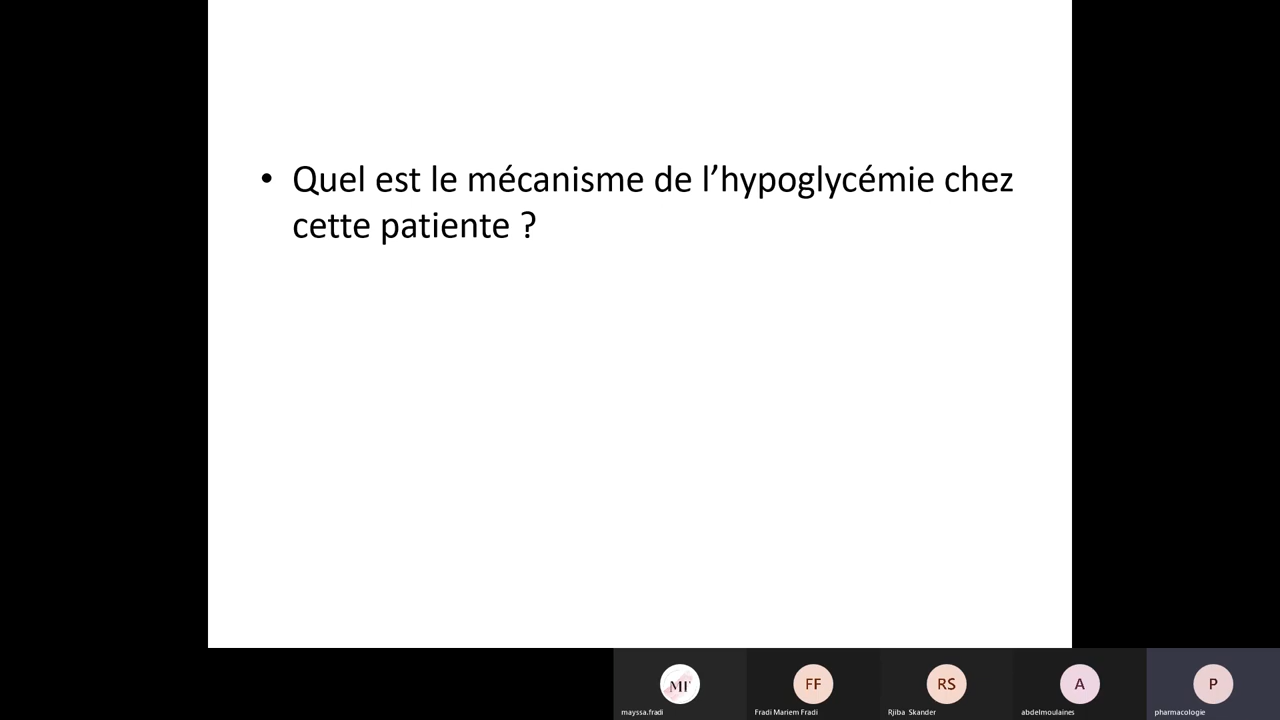 • Quel est le mécanisme de l’hypoglycémie chez
cette patiente ?
MF
FF
RS
A
P
mayssa.fradi
Fradi Mariem Fradi
Rjiba Skander
abdelmoulaines
pharmacologie